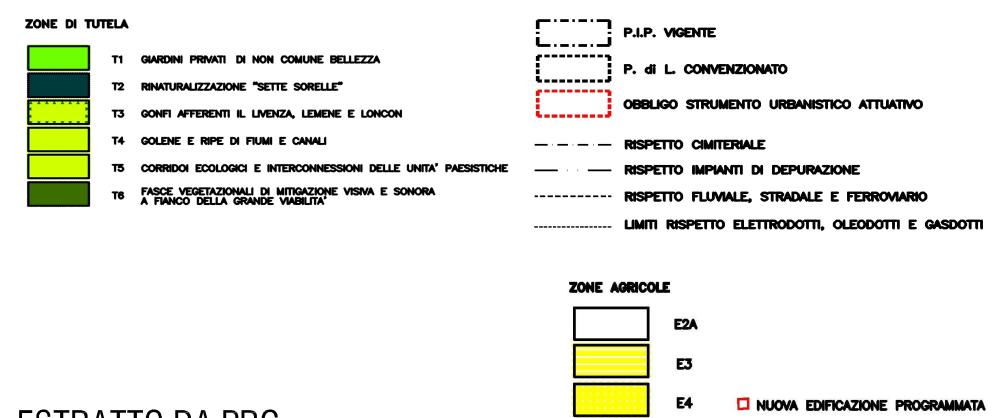 ZONE DI TUTELA
T1 GIARDINI PRIVATI DI NON COMUNE BELLEZZA
T2 RINATURALIZZAZIONE "SETTE SORELLE"
T3 GONFI AFFERENTI IL LIVENZA, LEMENE E LONCON
T4 GOLENE E RIPE DI FIUMI E CANALI
T5 CORRIDOI ECOLOGICI E INTERCONNESSIONI DELLE UNITA' PAESISTICHE
T6 FASCE VEGETAZIONALI DI MITIGAZIONE VISIVA E SONORA
A FIANCO DELLA GRANDE VIABILITA'
P.I.P. VIGENTE
P. di L. CONVENZIONATO
OBBLIGO STRUMENTO URBANISTICO ATTUATIVO
RISPETTO CIMITERIALE
RISPETTO IMPIANTI DI DEPURAZIONE
RISPETTO FLUVIALE, STRADALE E FERROVIARIO
LIMITI RISPETTO ELETTRODOTTI, OLEODOTTI E GASDOTTI
ZONE AGRICOLE
E2A
E3
E4
NUOVA EDIFICAZIONE PROGRAMMATA
ESTRATTO DA PRG